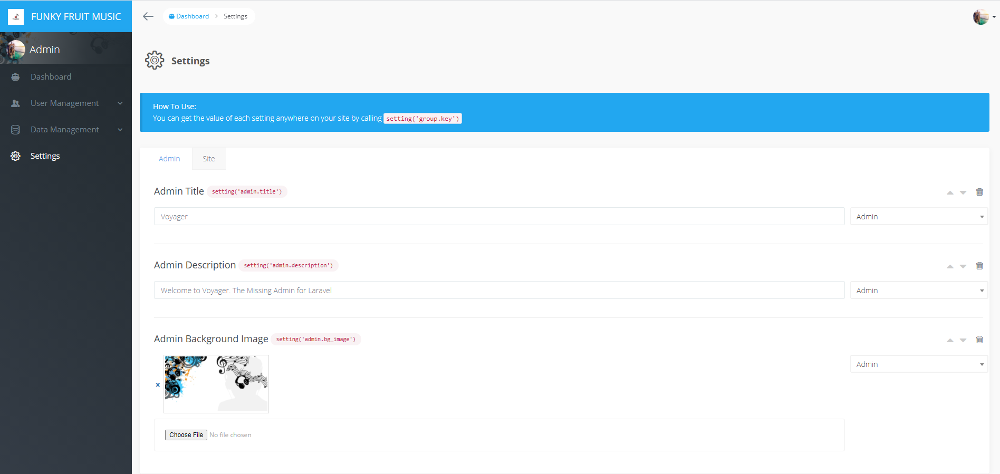 FUNKY FRUIT MUSIC
Dashboard
Settings
Admin
Dashboard
User Management
Data Management
Settings
Settings
How To Use:
You can get the value of each setting anywhere on your site by calling setting('group.key')
Admin
Site
Admin Title setting('admin.title')
Voyager
Admin
Admin Description setting('admin.description')
Welcome to Voyager. The Missing Admin for Laravel
Admin
Admin Background Image setting('admin.bg_image')
Admin
Choose File No file chosen